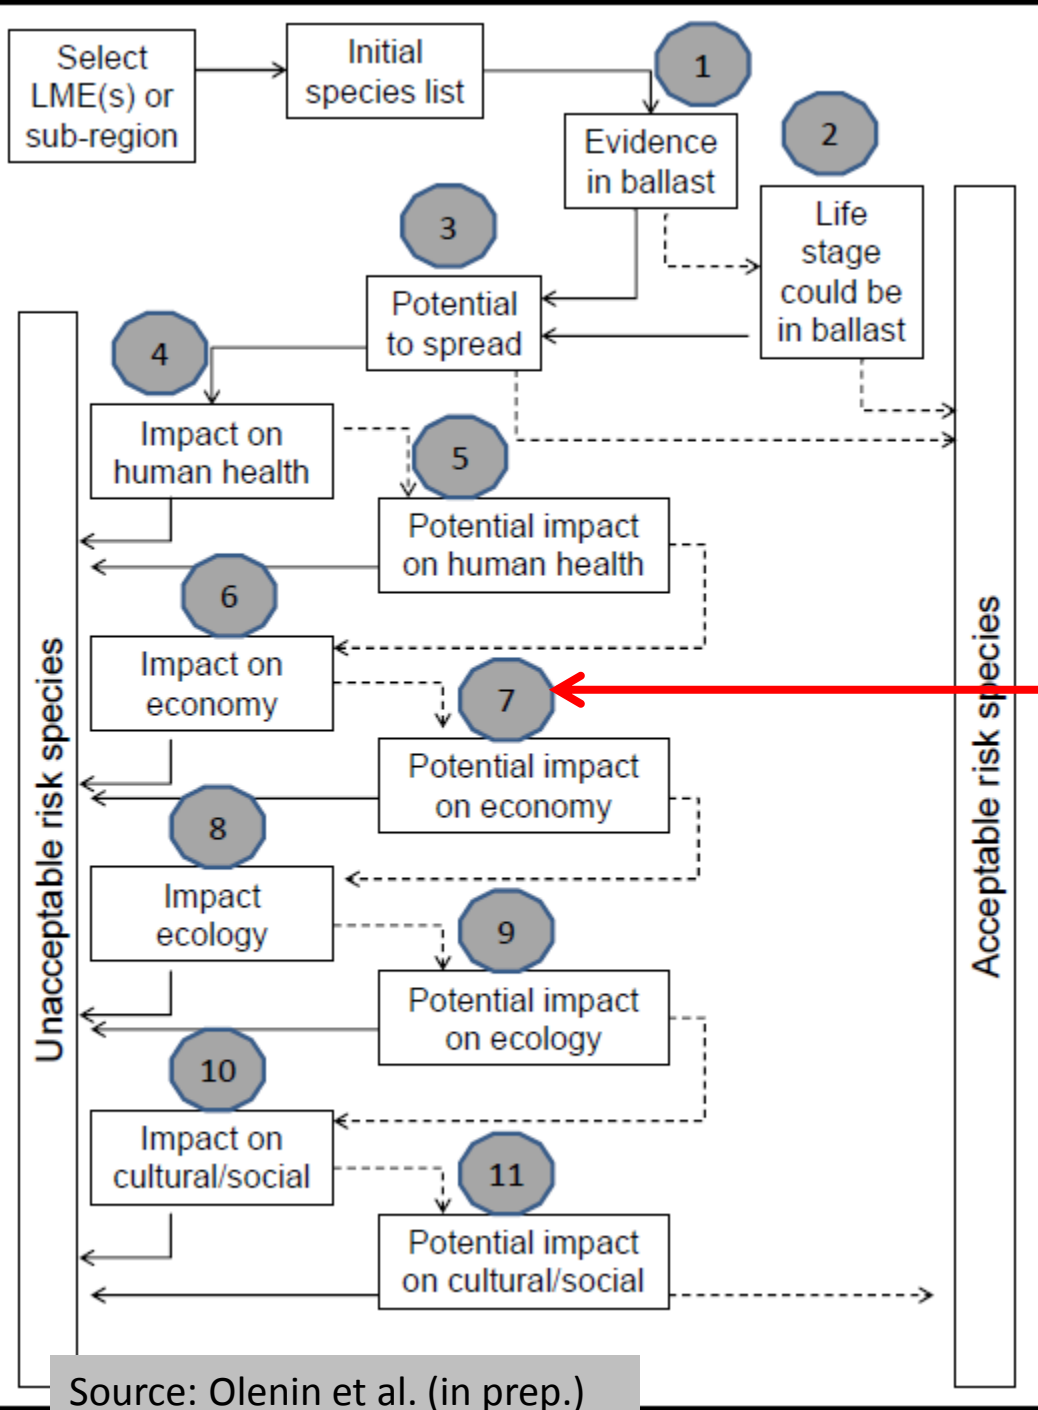 Select
LME(s) or
sub-region
Initial
species list
1
Evidence
in ballast
2
Life
stage
could be
in ballast
3
Potential
to spread
4
Impact on
human health
5
Potential impact
on human health
6
Impact on
economy
7
Potential impact
on economy
8
Impact
ecology
9
Potential impact
on ecology
10
Impact on
cultural/social
11
Potential impact
on cultural/social
Unacceptable risk species
Acceptable risk species
Source: Olenin et al. (in prep.)